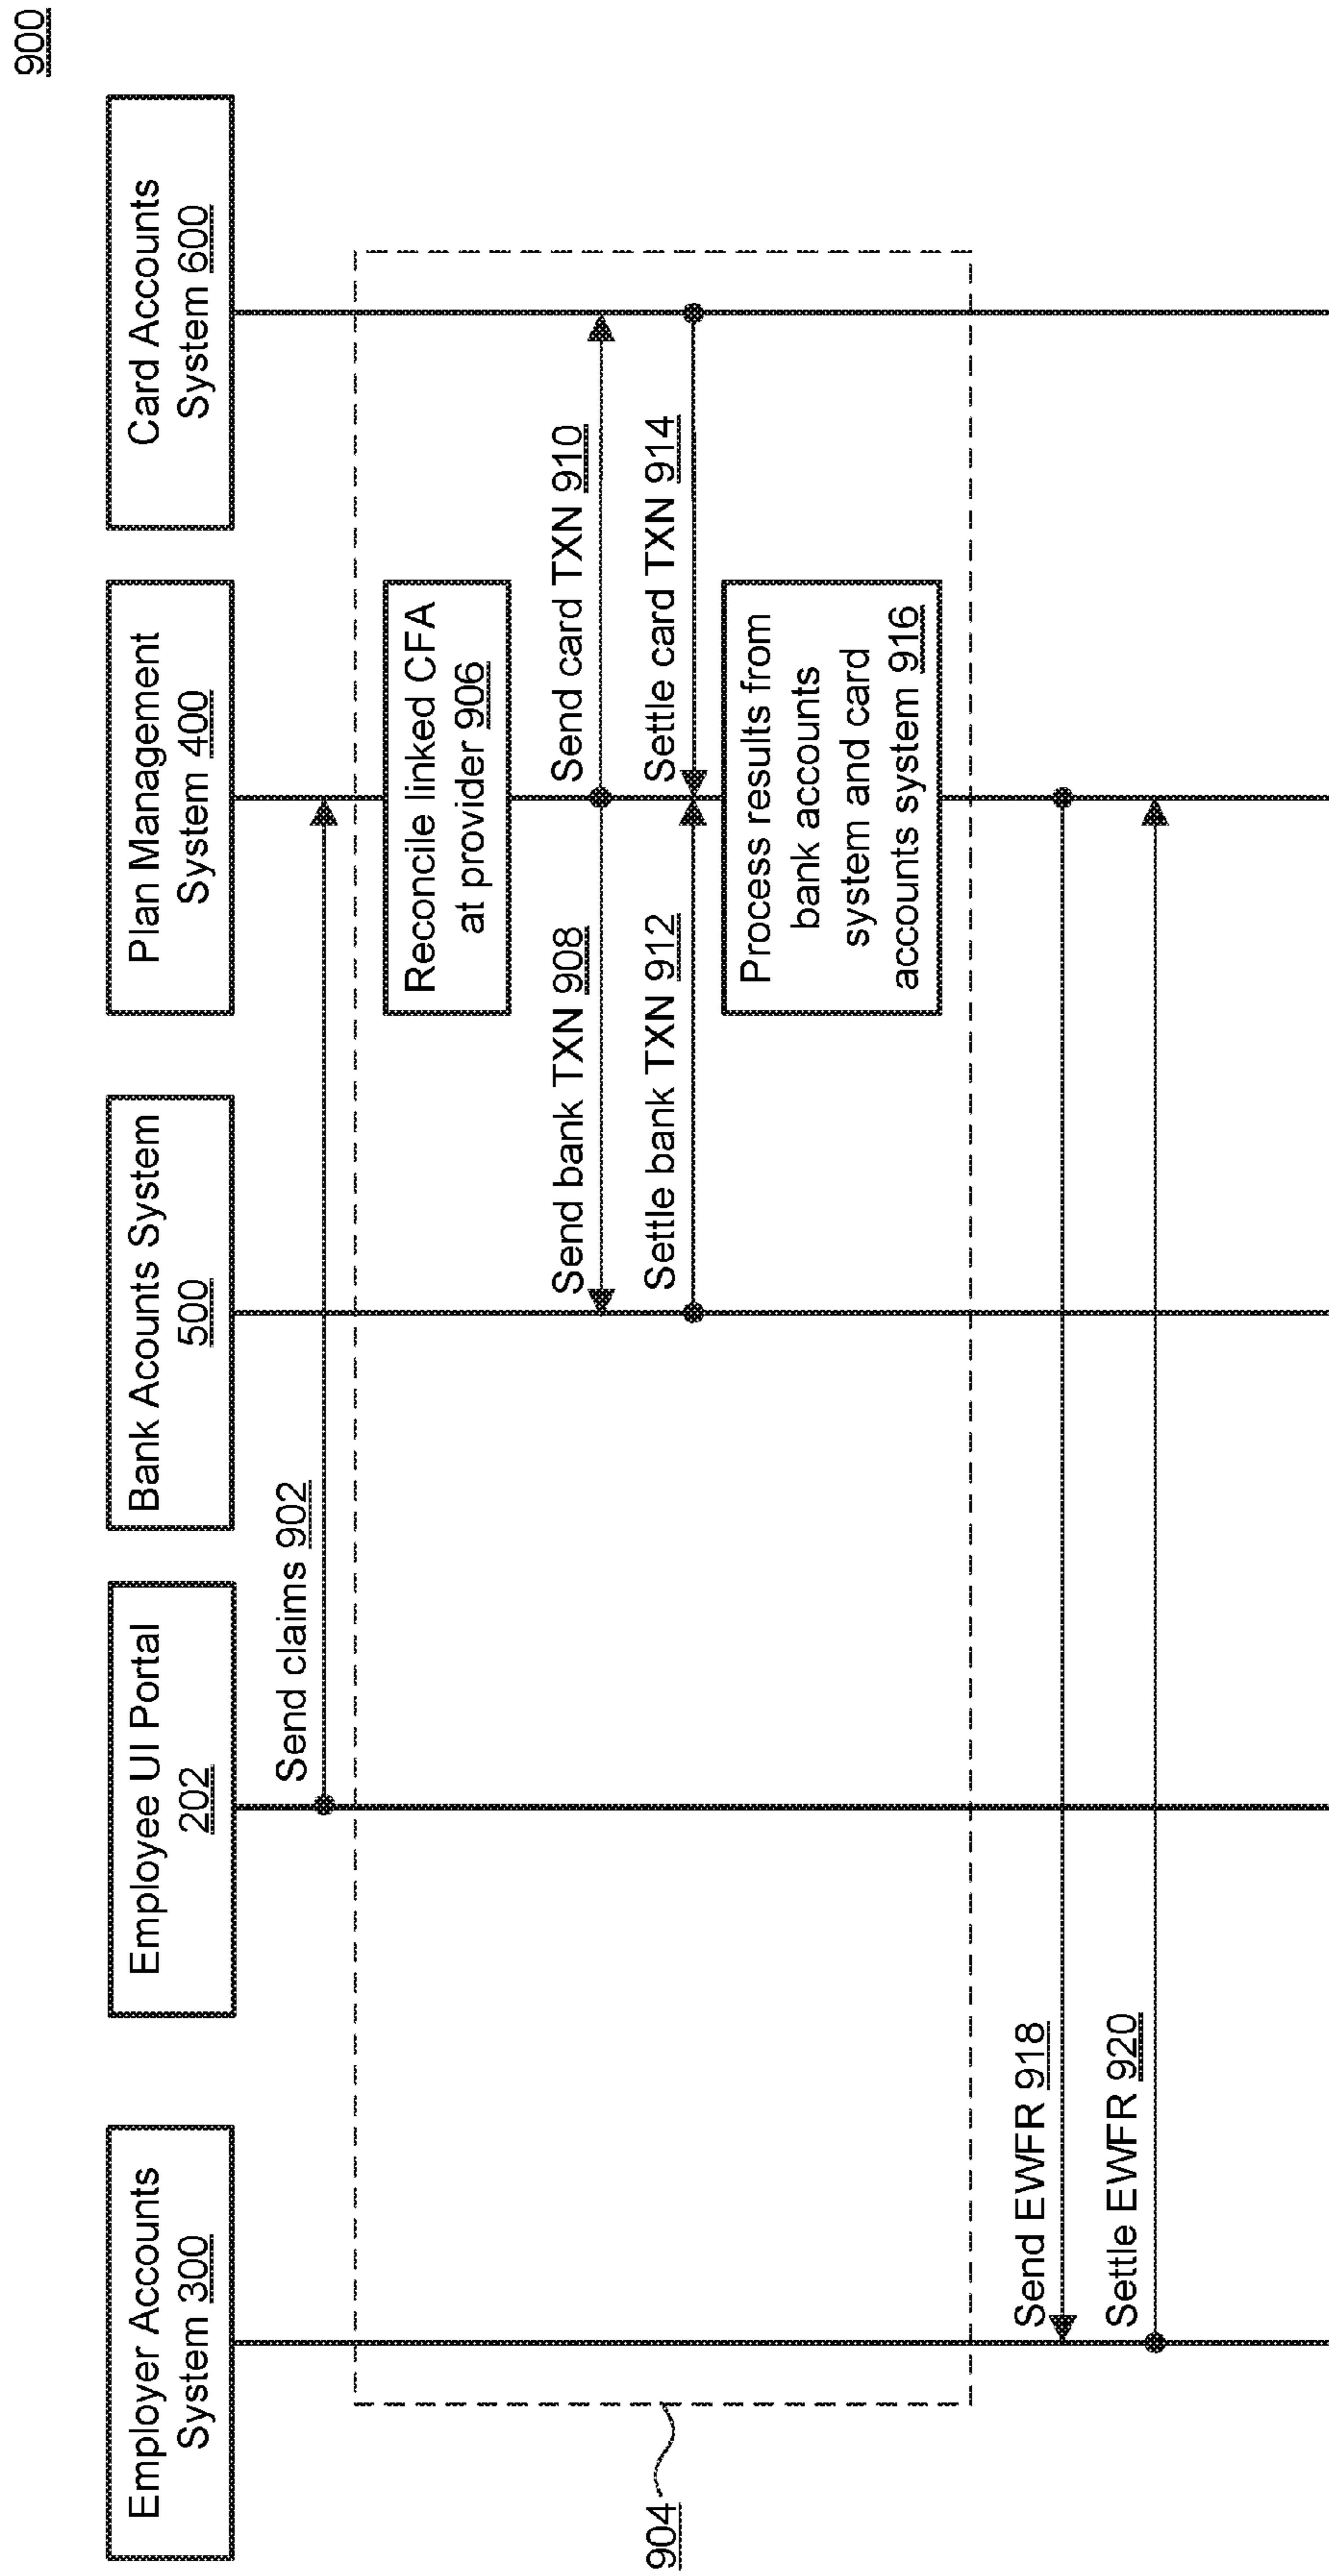 900
Employer Accounts
System 300
Employee UI Portal
202
Bank Acounts System
500
Plan Management
System 400
Card Accounts
System 600
Send claims 902
904
Reconcile linked CFA
at provider 906
Send bank TXN 908
Send card TXN 910
Settle bank TXN 912
Settle card TXN 914
Process results from
bank accounts
system and card
accounts system 916
Send EWFR 918
Settle EWFR 920